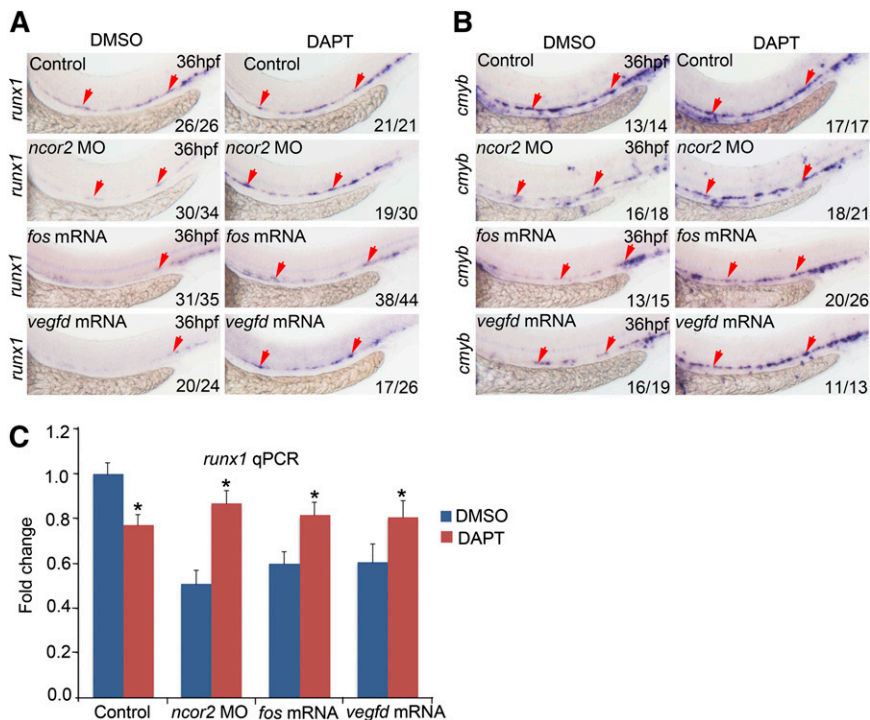 A
DMSO
DAPT
runx1
Control
36hpf
26/26
Control
21/21
runx1
ncor2 MO
36hpf
30/34
ncor2 MO
19/30
runx1
fos mRNA
36hpf
31/35
fos mRNA
38/44
runx1
vegfd mRNA
36hpf
20/24
vegfd mRNA
17/26
B
DMSO
DAPT
cmyb
Control
36hpf
13/14
Control
17/17
cmyb
ncor2 MO
36hpf
16/18
ncor2 MO
18/21
cmyb
fos mRNA
36hpf
13/15
fos mRNA
20/26
cmyb
vegfd mRNA
36hpf
16/19
vegfd mRNA
11/13
C
runx1 qPCR
Fold change
1.2
1.0
0.8
0.6
0.4
0.2
0.0
*
*
*
*
DMSO
DAPT
Control
ncor2 MO
fos mRNA
vegfd mRNA